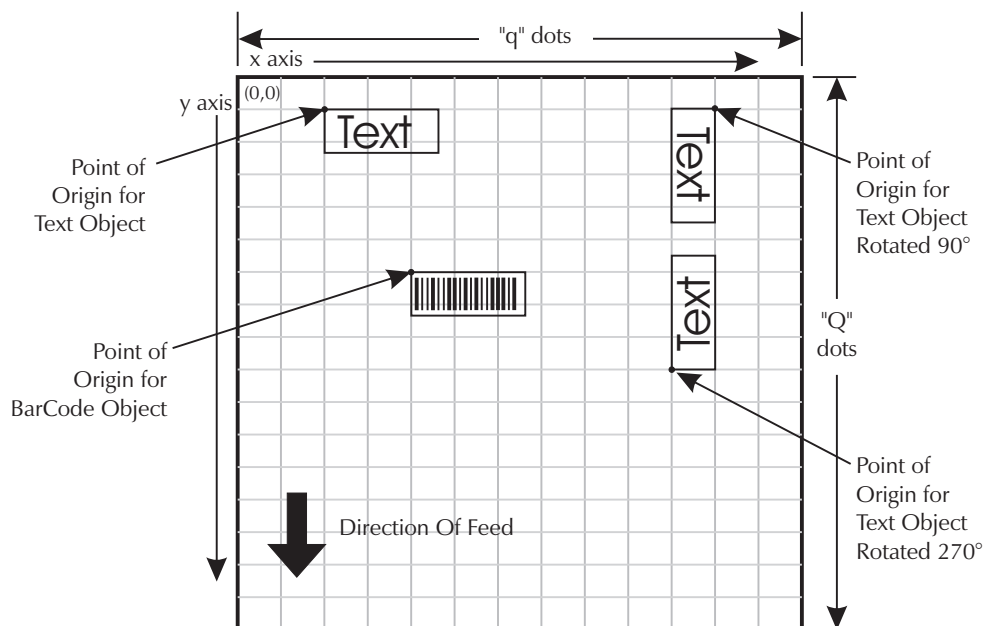 "q" dots
x axis
(0,0)
y axis
Text
Text
Point of
Origin for
Text Object
Point of
Origin for
Text Object
Rotated 90°
Text
"Q"
dots
Point of
Origin for
BarCode Object
Point of
Origin for
Text Object
Rotated 270°
Direction Of Feed